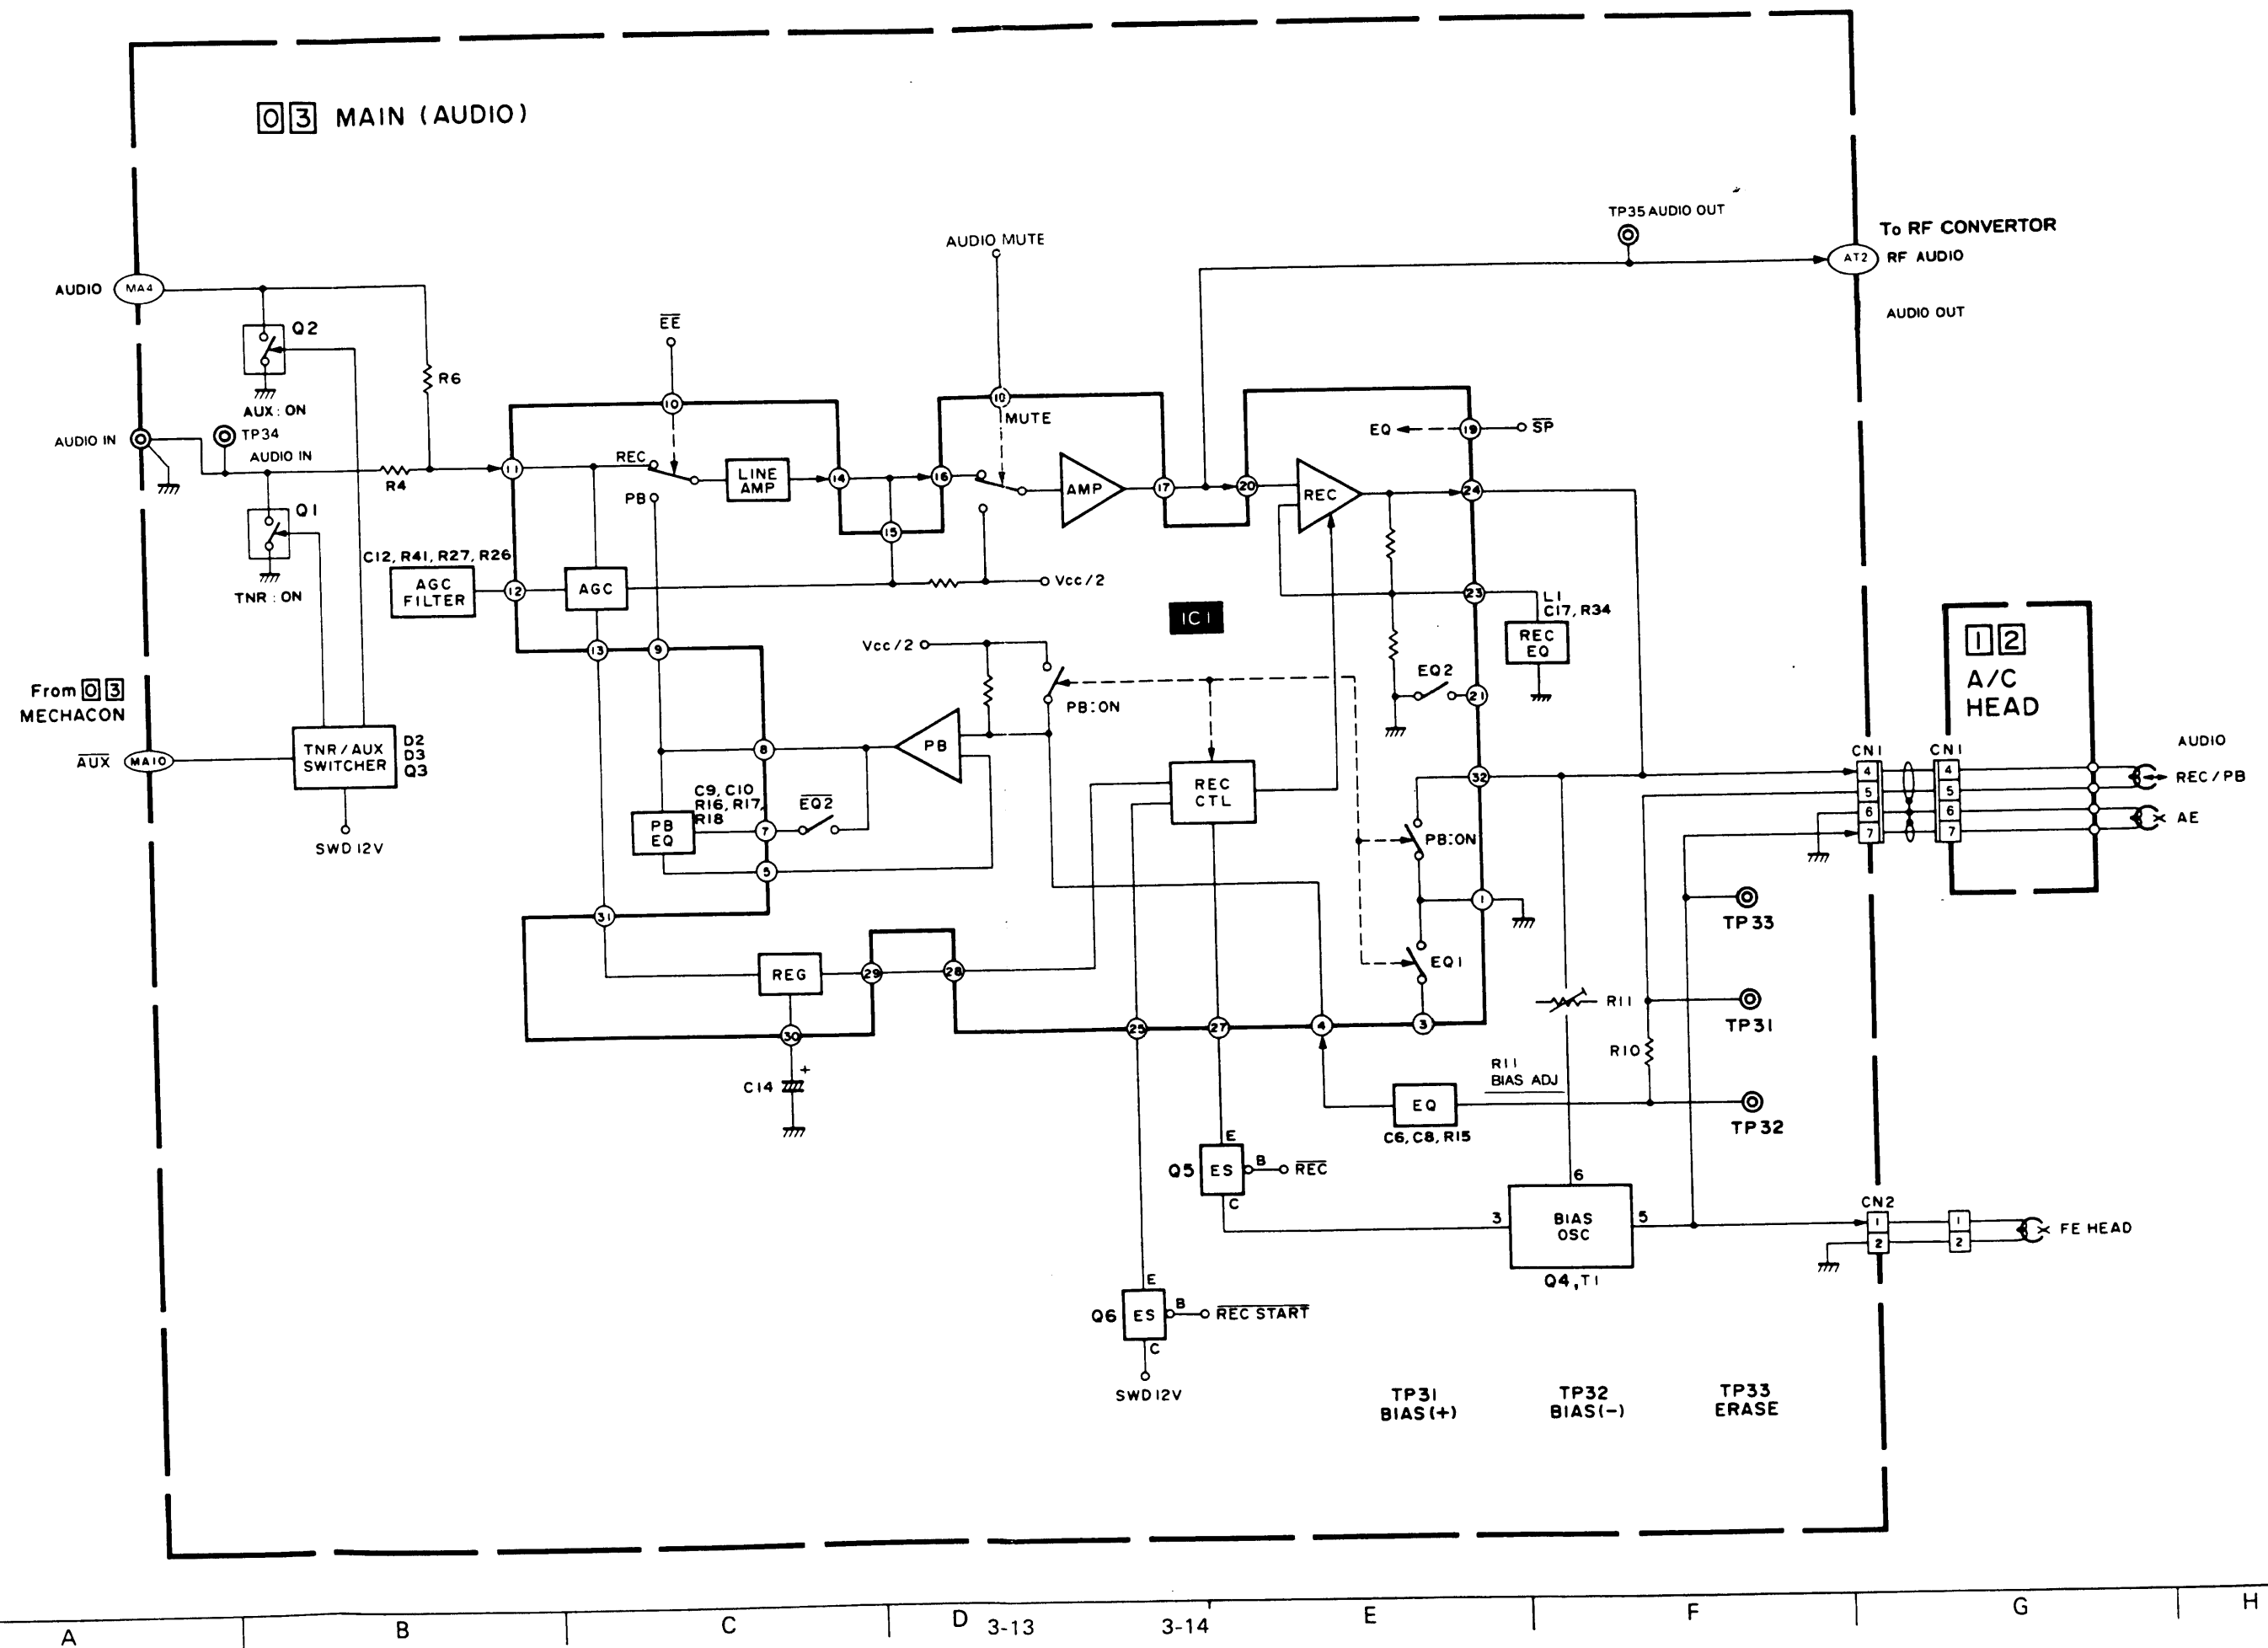 03 MAIN (AUDIO)
TP35 AUDIO OUT
To RF CONVERTOR
AT2 RF AUDIO
AUDIO OUT
AUDIO MUTE
AUDIO MA4
Q2
EE
R6
AUX : ON
10
10
MUTE
AUDIO IN
TP34
AUDIO IN
EQ
19
SP
R4
11
REC
LINE
AMP
14
16
AMP
17
20
REC
24
PB
Q1
15
C12, R41, R27, R26
AGC
FILTER
12
AGC
Vcc/2
TNR : ON
23
L1
C17, R34
IC1
REC
EQ
13
9
Vcc/2
EQ2
21
12
A/C
HEAD
From 03
MECHACON
PB:ON
AUX MA10
TNR/AUX
SWITCHER
D2
D3
Q3
8
PB
REC
CTL
32
CN1
CN1
AUDIO
4
4
REC/PB
5
5
6
6
AE
7
7
C9, C10
R16, R17,
R18
EQ2
PB
EQ
7
5
PB:ON
SWD 12V
31
1
TP33
REG
29
28
EQ1
R11
TP31
30
25
27
4
3
R10
C14
+
R11
BIAS ADJ
EQ
TP32
C6, C8, R15
E
Q5
ES
B
REC
C
6
3
BIAS
OSC
5
CN2
1
1
FE HEAD
2
2
Q4, T1
E
Q6
ES
B
REC START
C
SWD 12V
TP31
BIAS(+)
TP32
BIAS(-)
TP33
ERASE
A
B
C
D
3-13
3-14
E
F
G
H